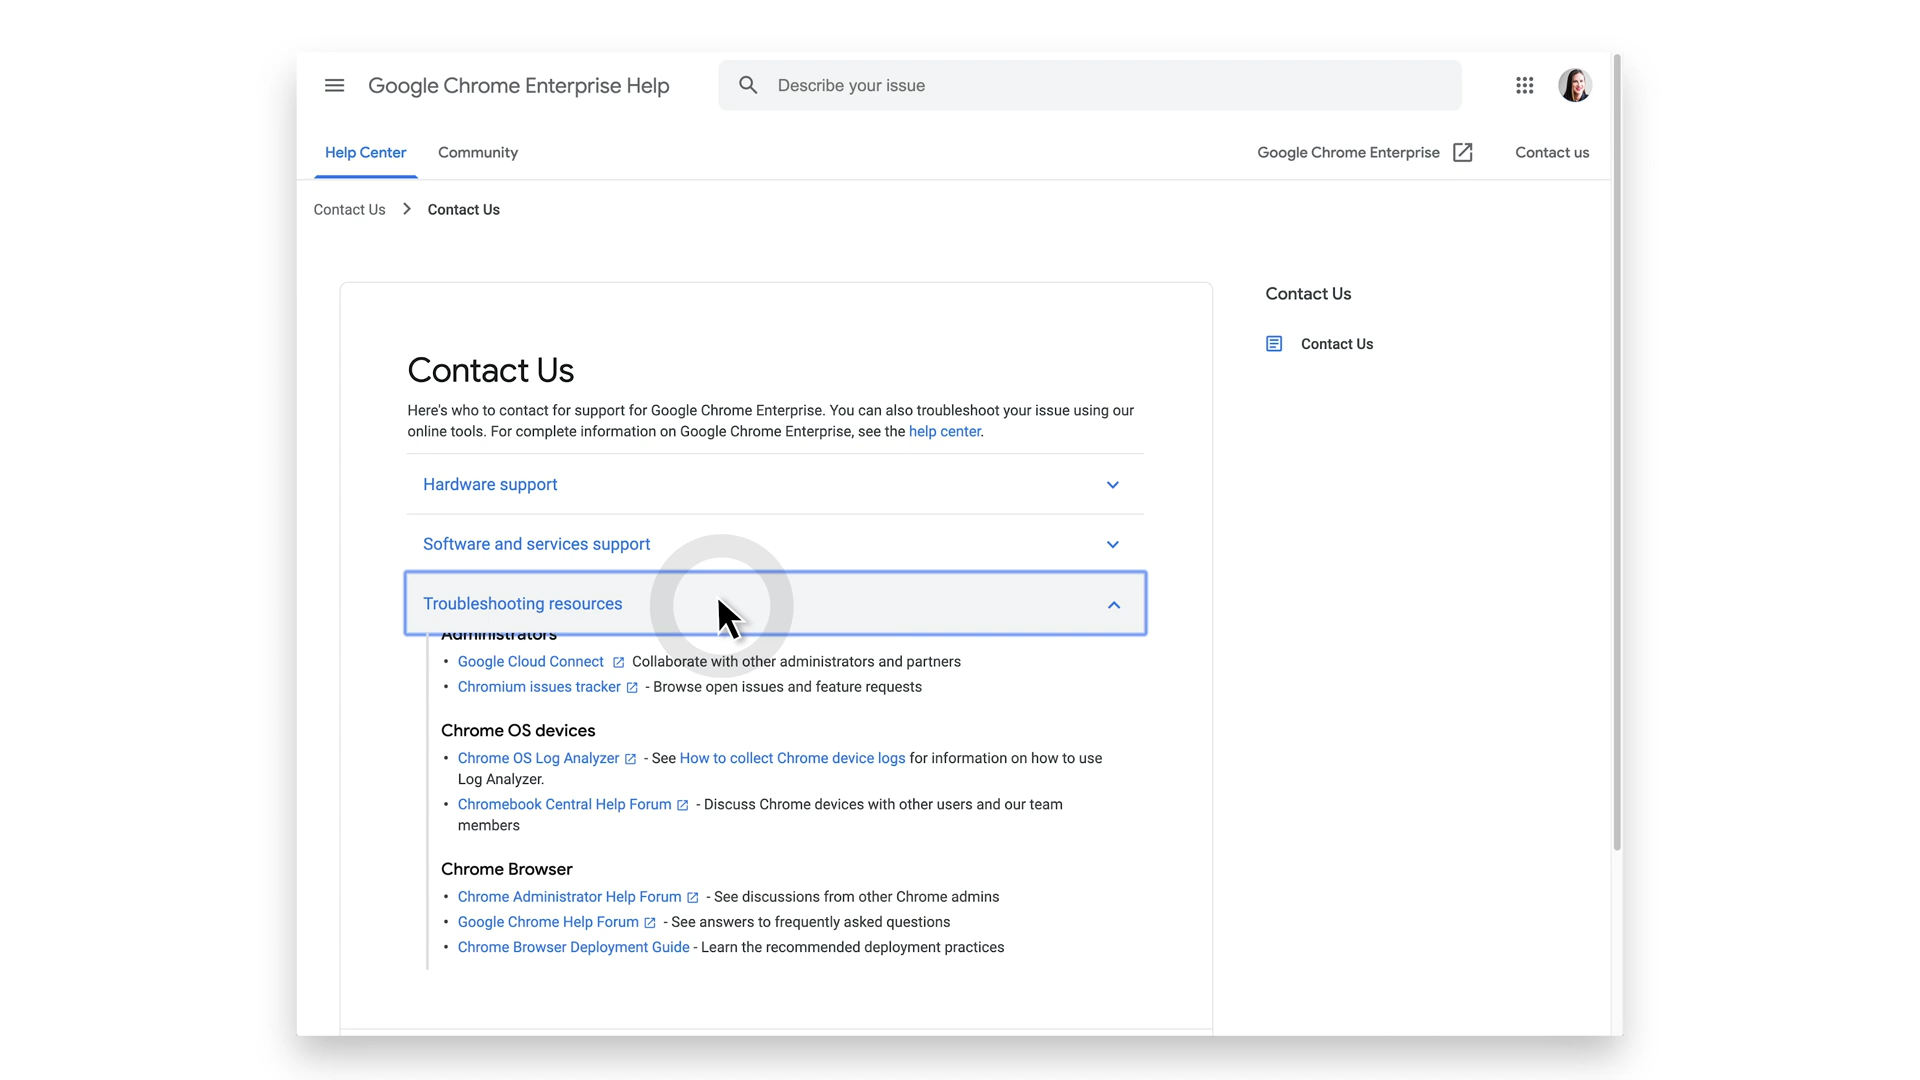 Google Chrome Enterprise Help
Describe your issue
Help Center
Community
Google Chrome Enterprise
Contact us
Contact Us
Contact Us
Contact Us
Contact Us
Contact Us
Here's who to contact for support for Google Chrome Enterprise. You can also troubleshoot your issue using our
online tools. For complete information on Google Chrome Enterprise, see the help center.
Hardware support
Software and services support
Troubleshooting resources
Administrators
• Google Cloud Connect Collaborate with other administrators and partners
• Chromium issues tracker - Browse open issues and feature requests
Chrome OS devices
• Chrome OS Log Analyzer - See How to collect Chrome device logs for information on how to use
Log Analyzer.
• Chromebook Central Help Forum - Discuss Chrome devices with other users and our team
members
Chrome Browser
• Chrome Administrator Help Forum - See discussions from other Chrome admins
• Google Chrome Help Forum - See answers to frequently asked questions
• Chrome Browser Deployment Guide - Learn the recommended deployment practices